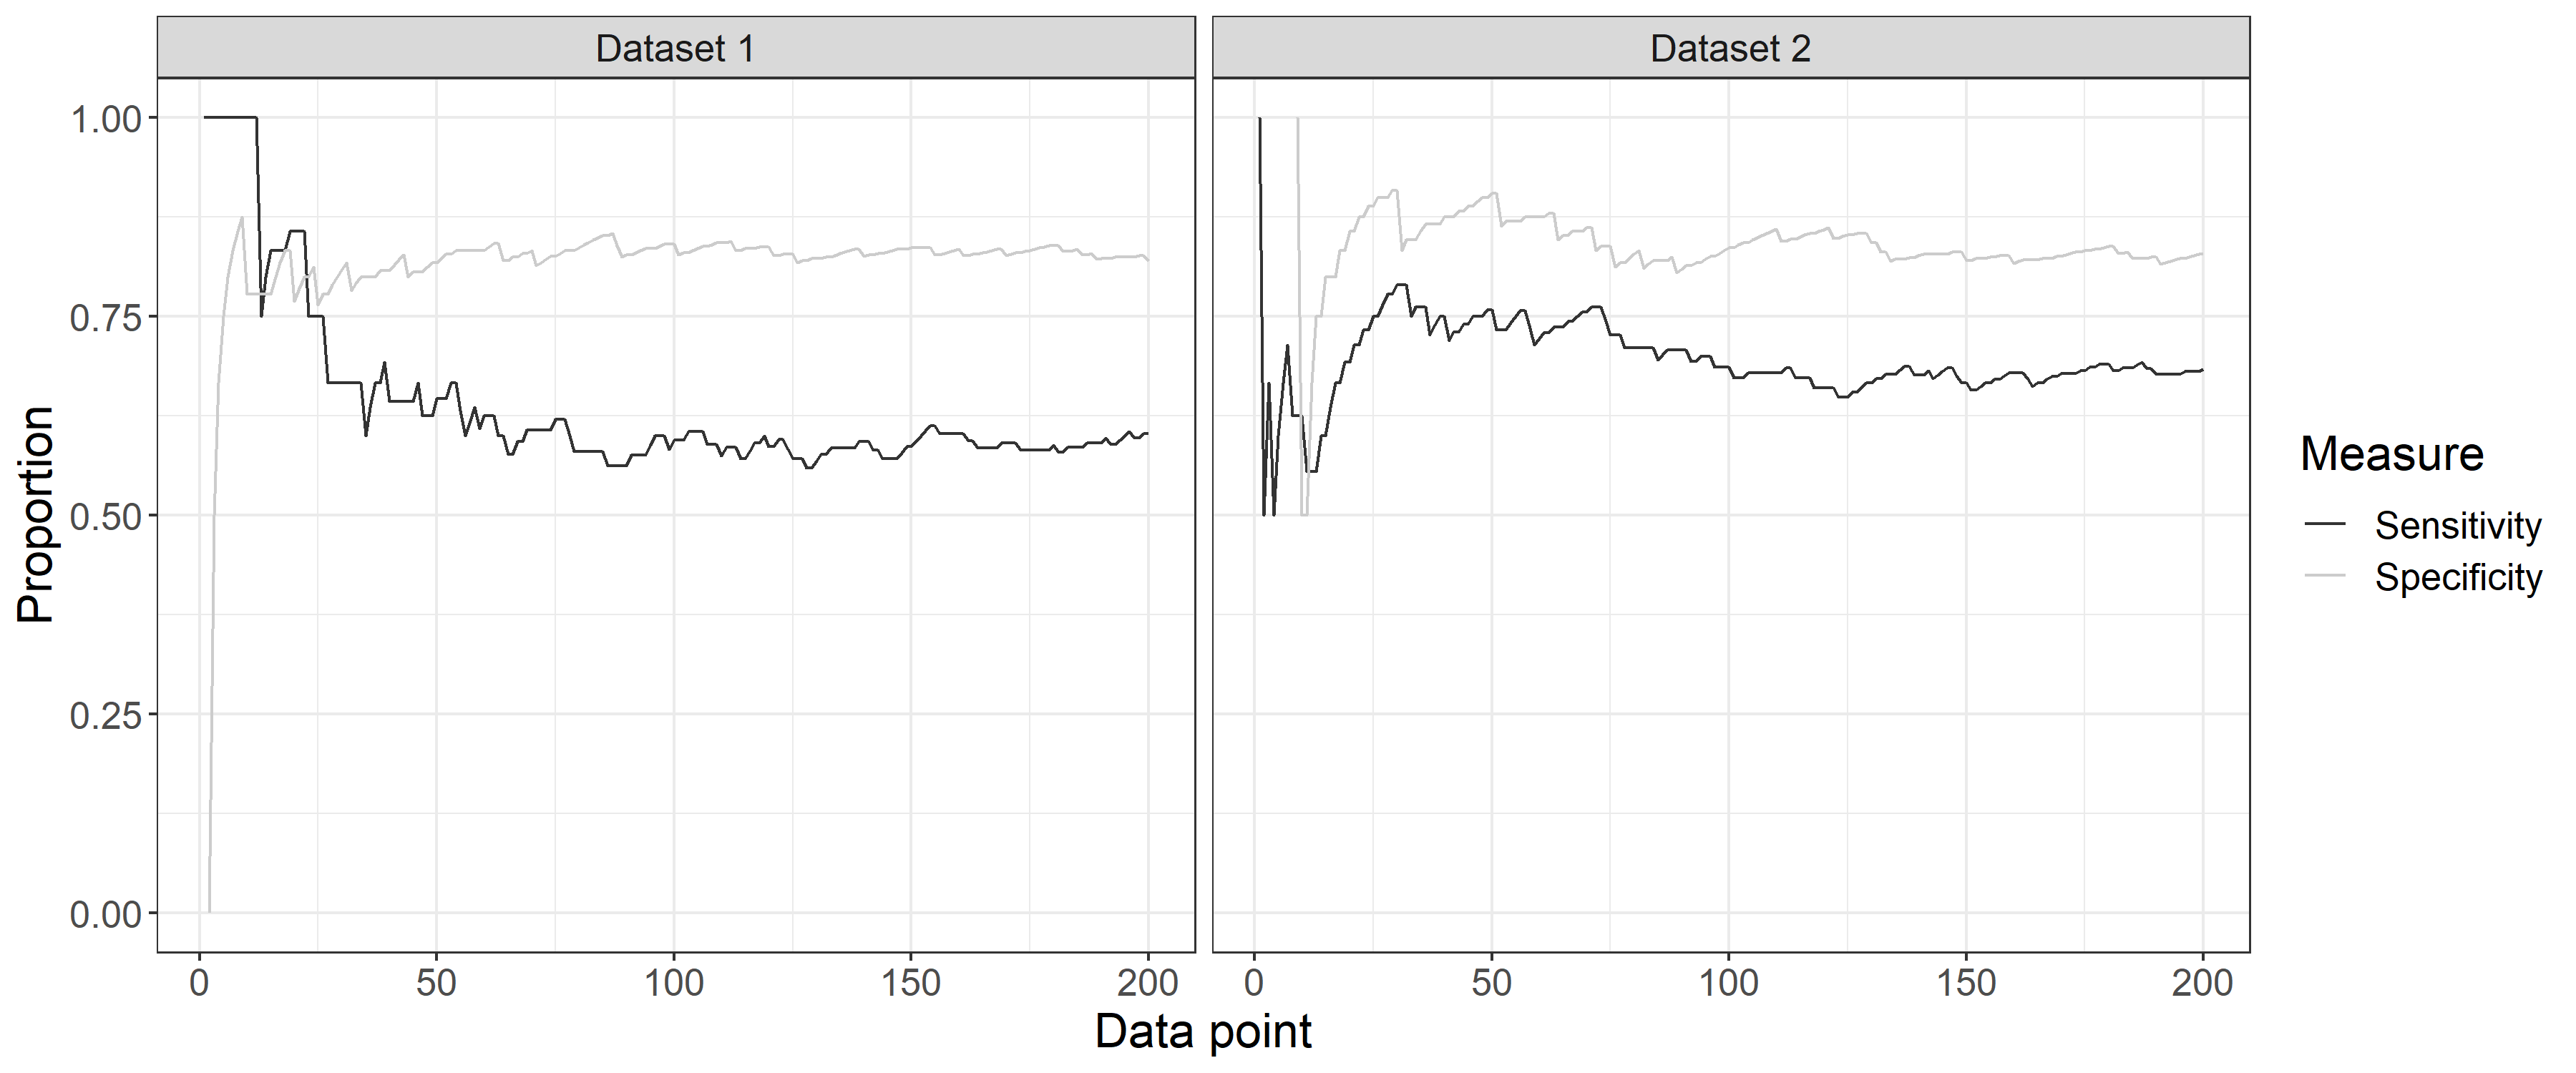 Dataset 1
Dataset 2
Proportion
1.00
0.75
0.50
0.25
0.00
0 50 100 150 200
0 50 100 150 200
Data point
Measure
Sensitivity
Specificity